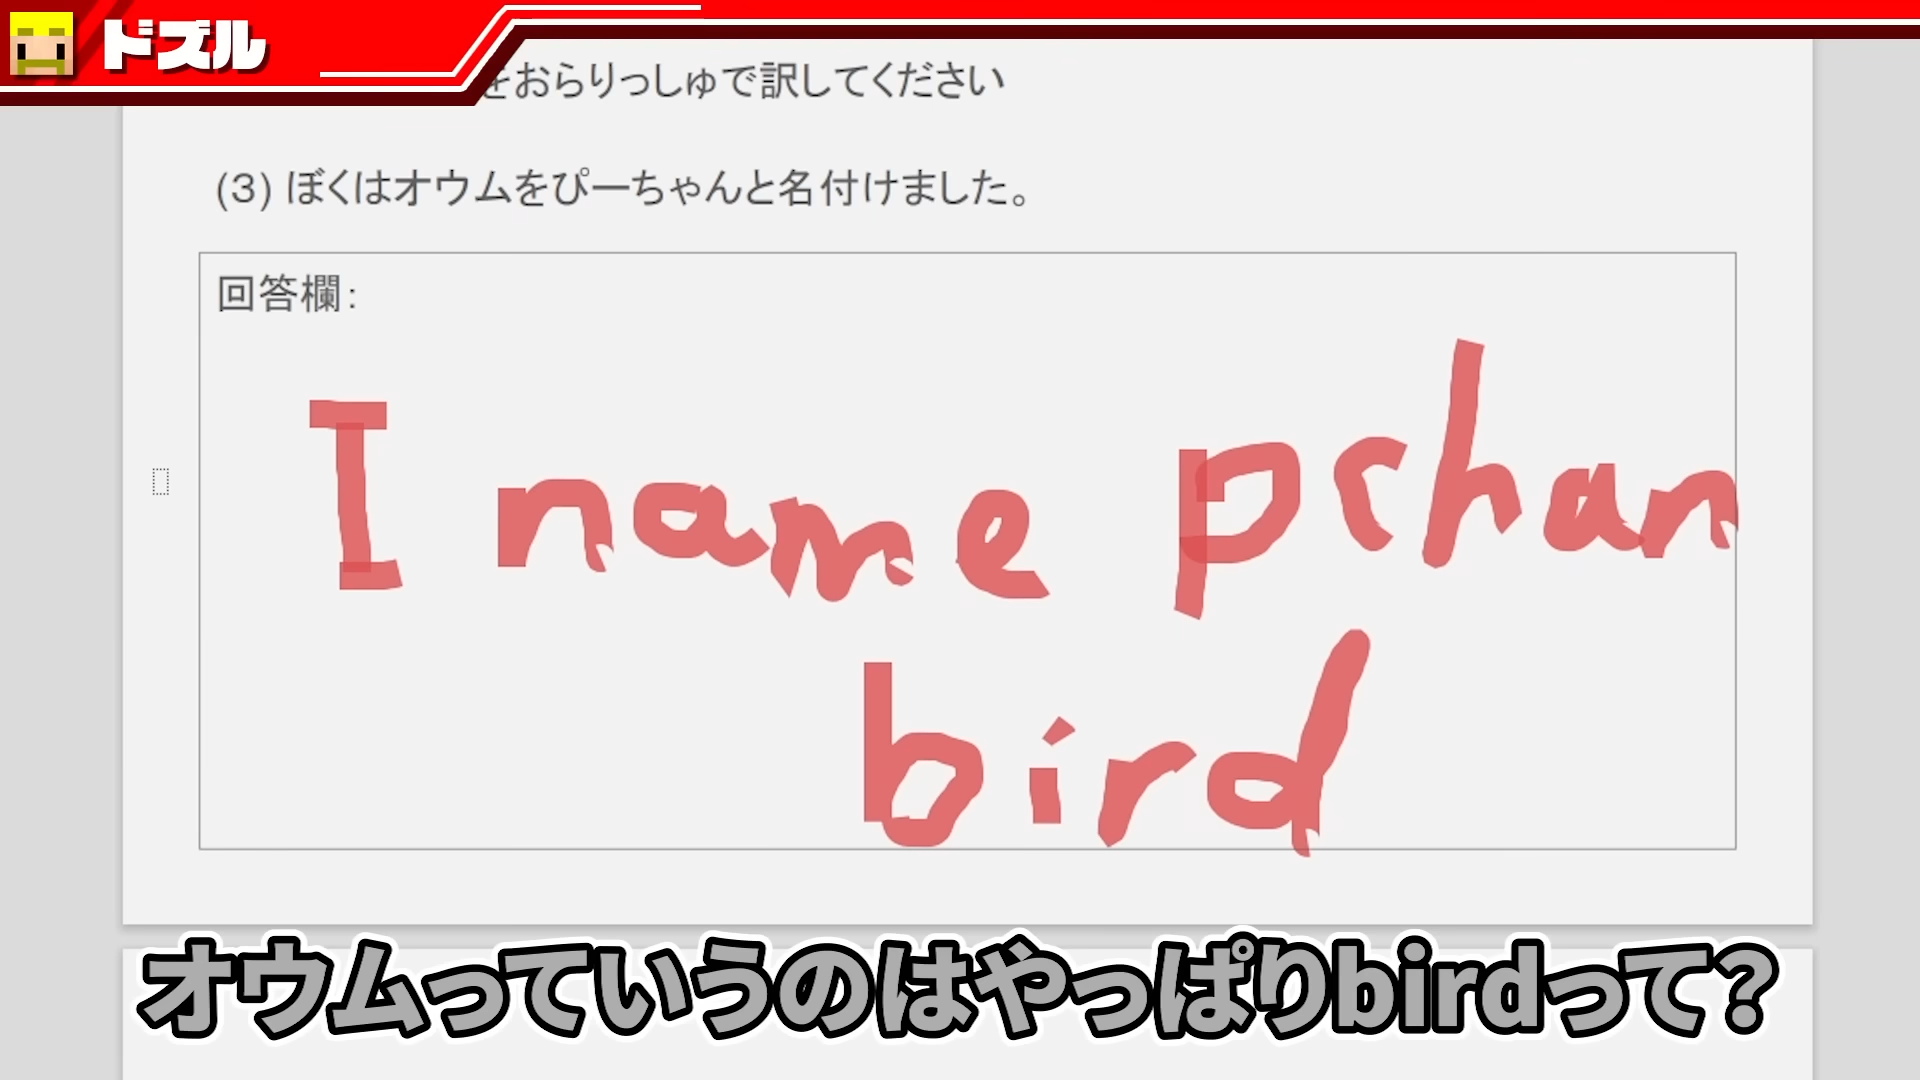 ドズル
をおらりっしゅで訳してください
(3) ぼくはオウムをぴーちゃんと名付けました。
回答欄:
I name pchan
bird
オウムっていうのはやっぱりbirdって?